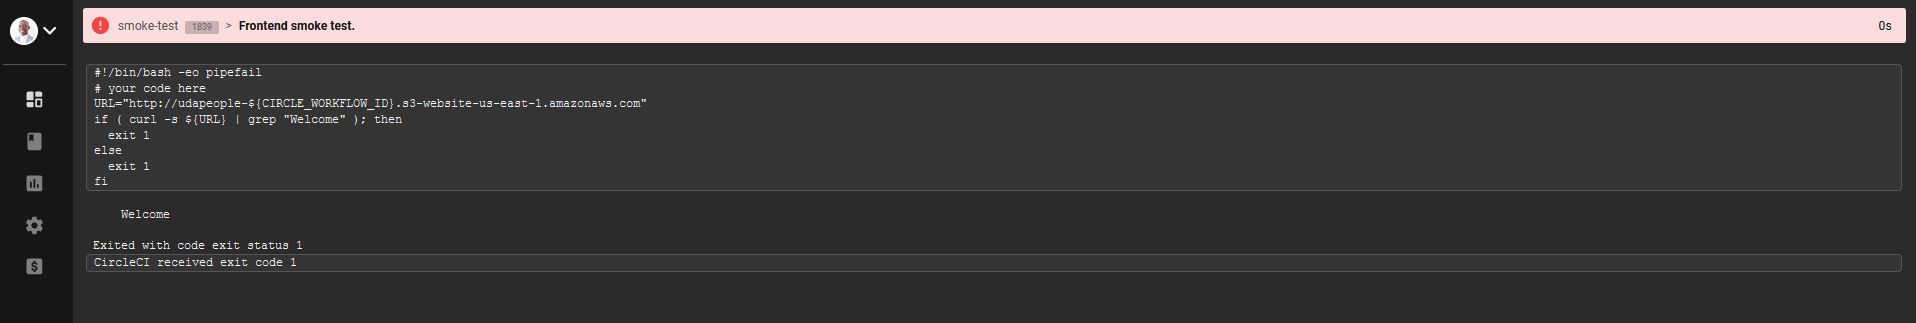 smoke-test 1839 > Frontend smoke test. 0s
#!/bin/bash -eo pipefail
# your code here
URL="http://udapeople-${CIRCLE_WORKFLOW_ID}.s3-website-us-east-1.amazonaws.com"
if ( curl -s ${URL} | grep "Welcome" ); then
  exit 1
else
  exit 1
fi
Welcome
Exited with code exit status 1
CircleCI received exit code 1